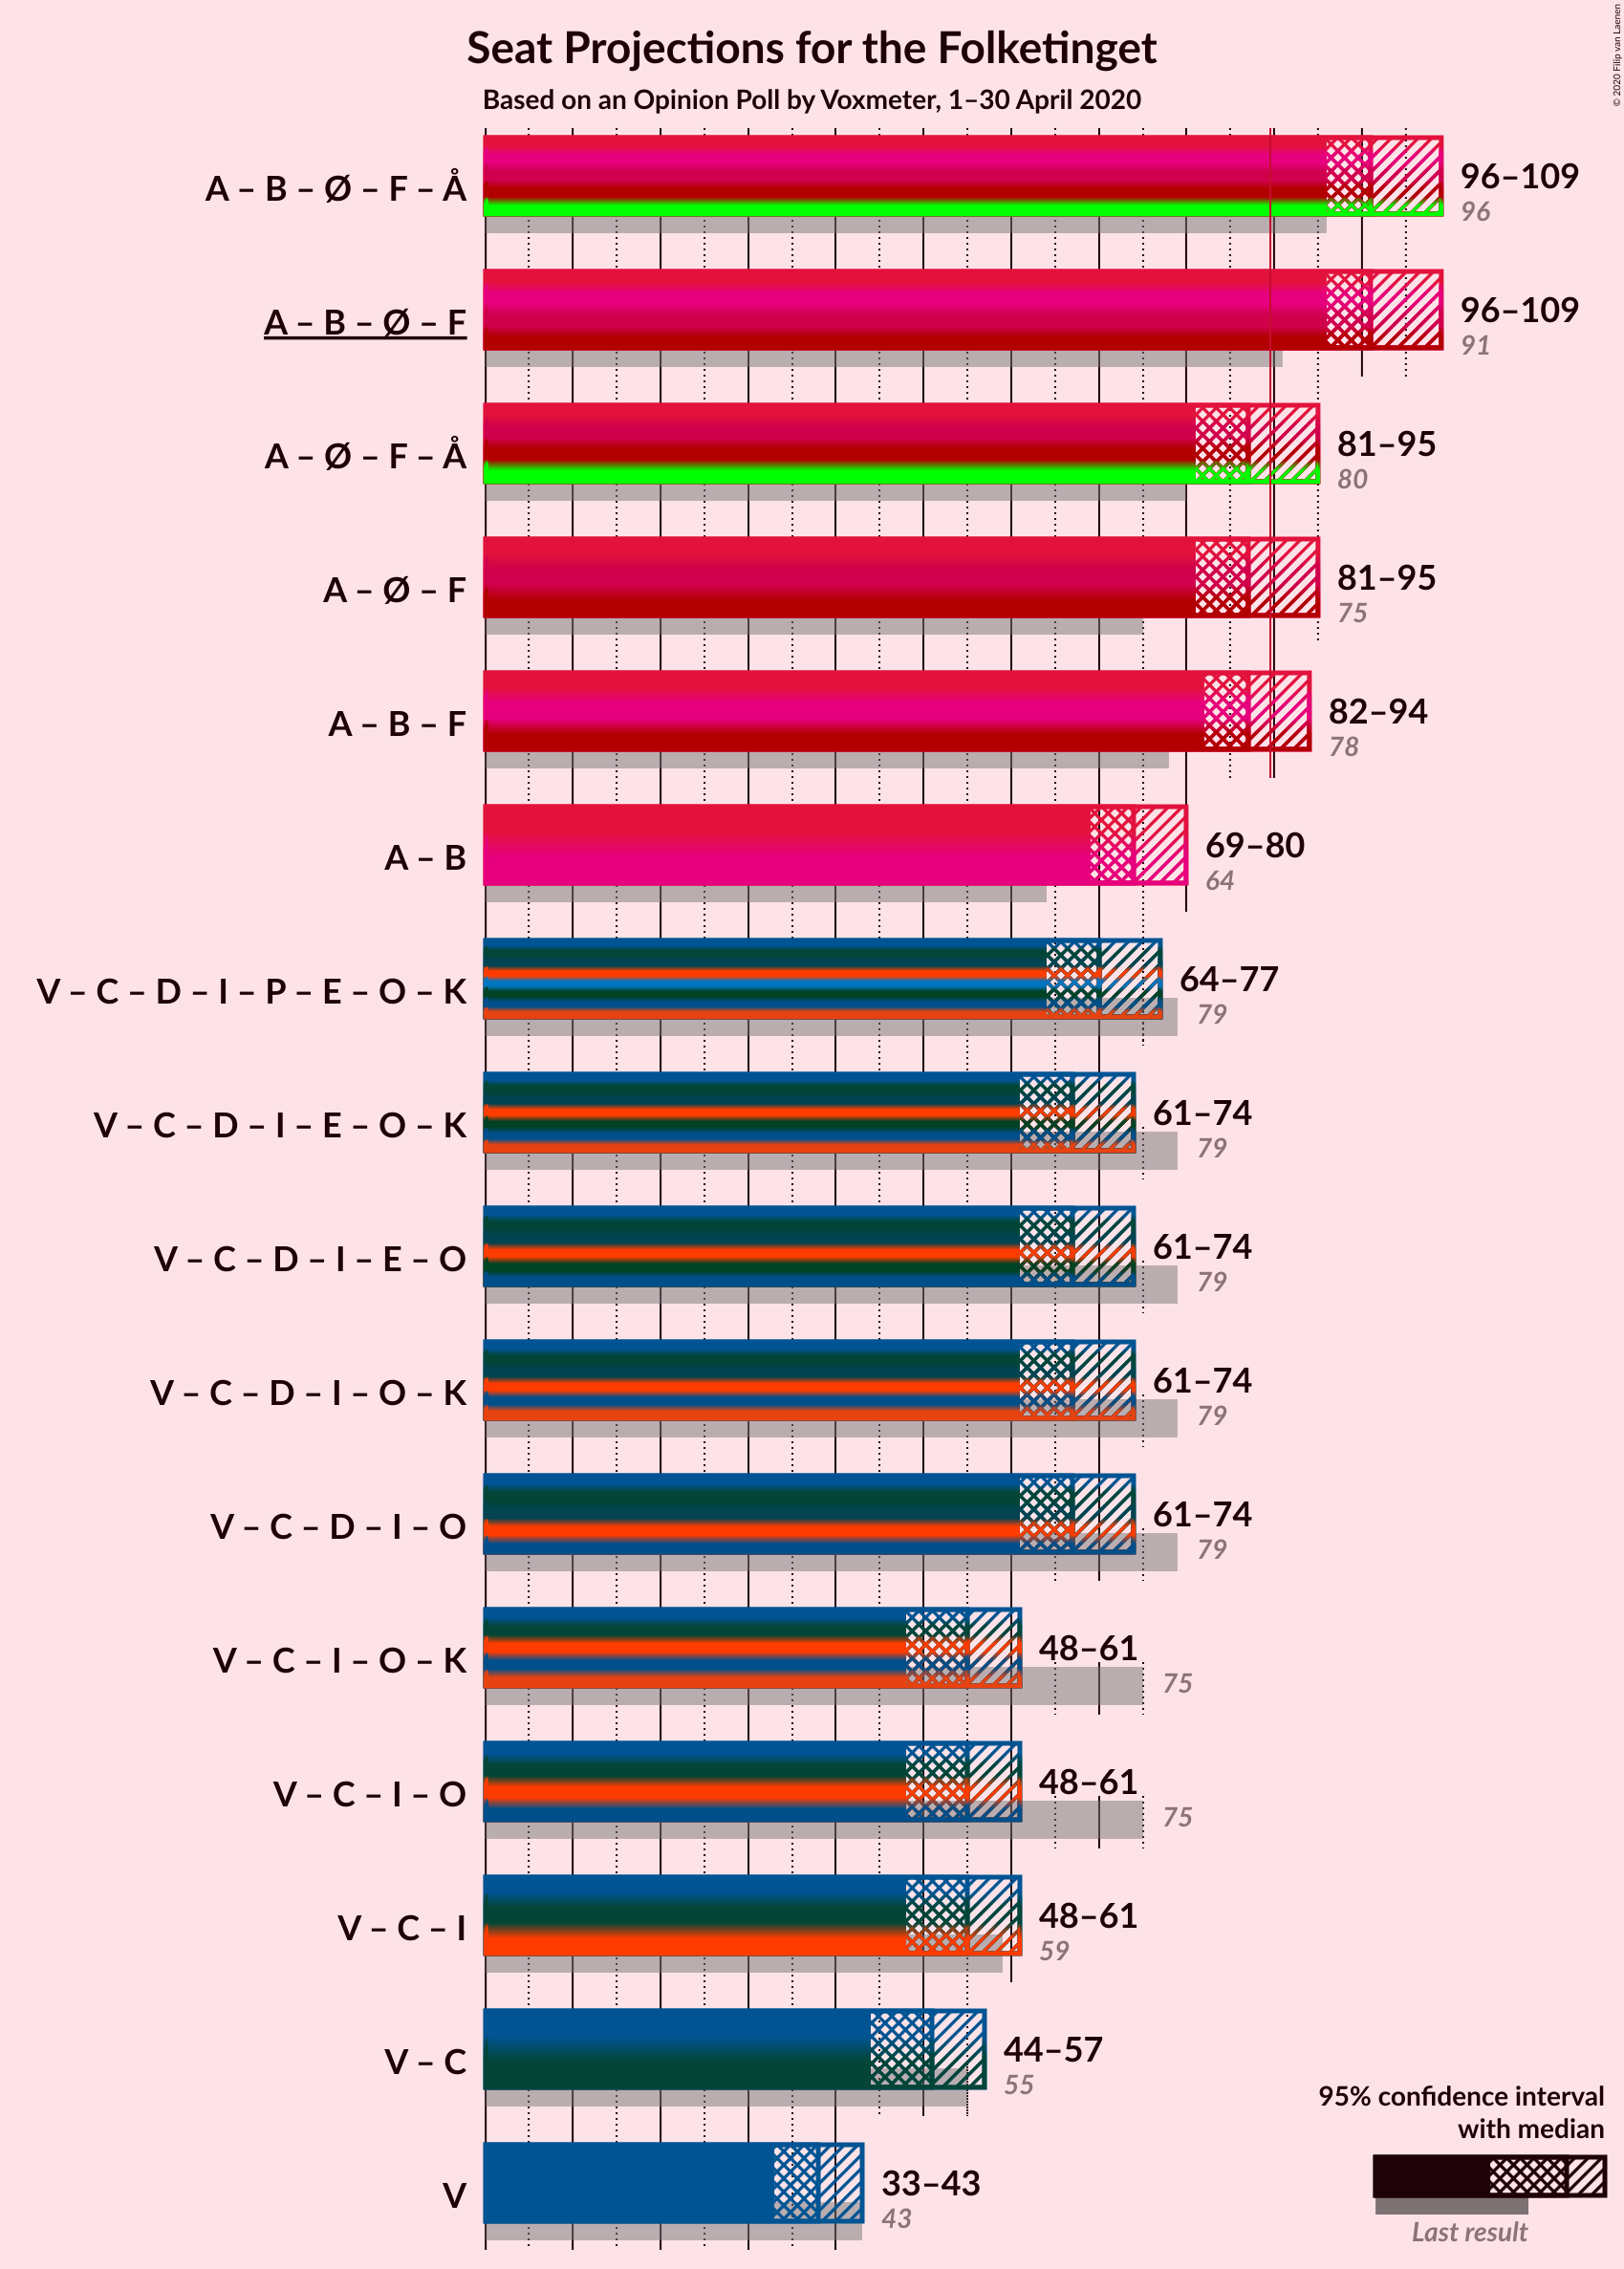 Seat Projections for the Folketinget
Based on an Opinion Poll by Voxmeter, 1–30 April 2020
© 2020 Filip van Laenen
A – B – Ø – F – Å
96–109
96
A – B – Ø – F
96–109
91
A – Ø – F – Å
81–95
80
A – Ø – F
81–95
75
A – B – F
82–94
78
A – B
69–80
64
V – C – D – I – P – E – O – K
64–77
79
V – C – D – I – E – O – K
61–74
79
V – C – D – I – E – O
61–74
79
V – C – D – I – O – K
61–74
79
V – C – D – I – O
61–74
79
V – C – I – O – K
48–61
75
V – C – I – O
48–61
75
V – C – I
48–61
59
V – C
44–57
55
V
33–43
43
95% confidence interval
with median
Last result